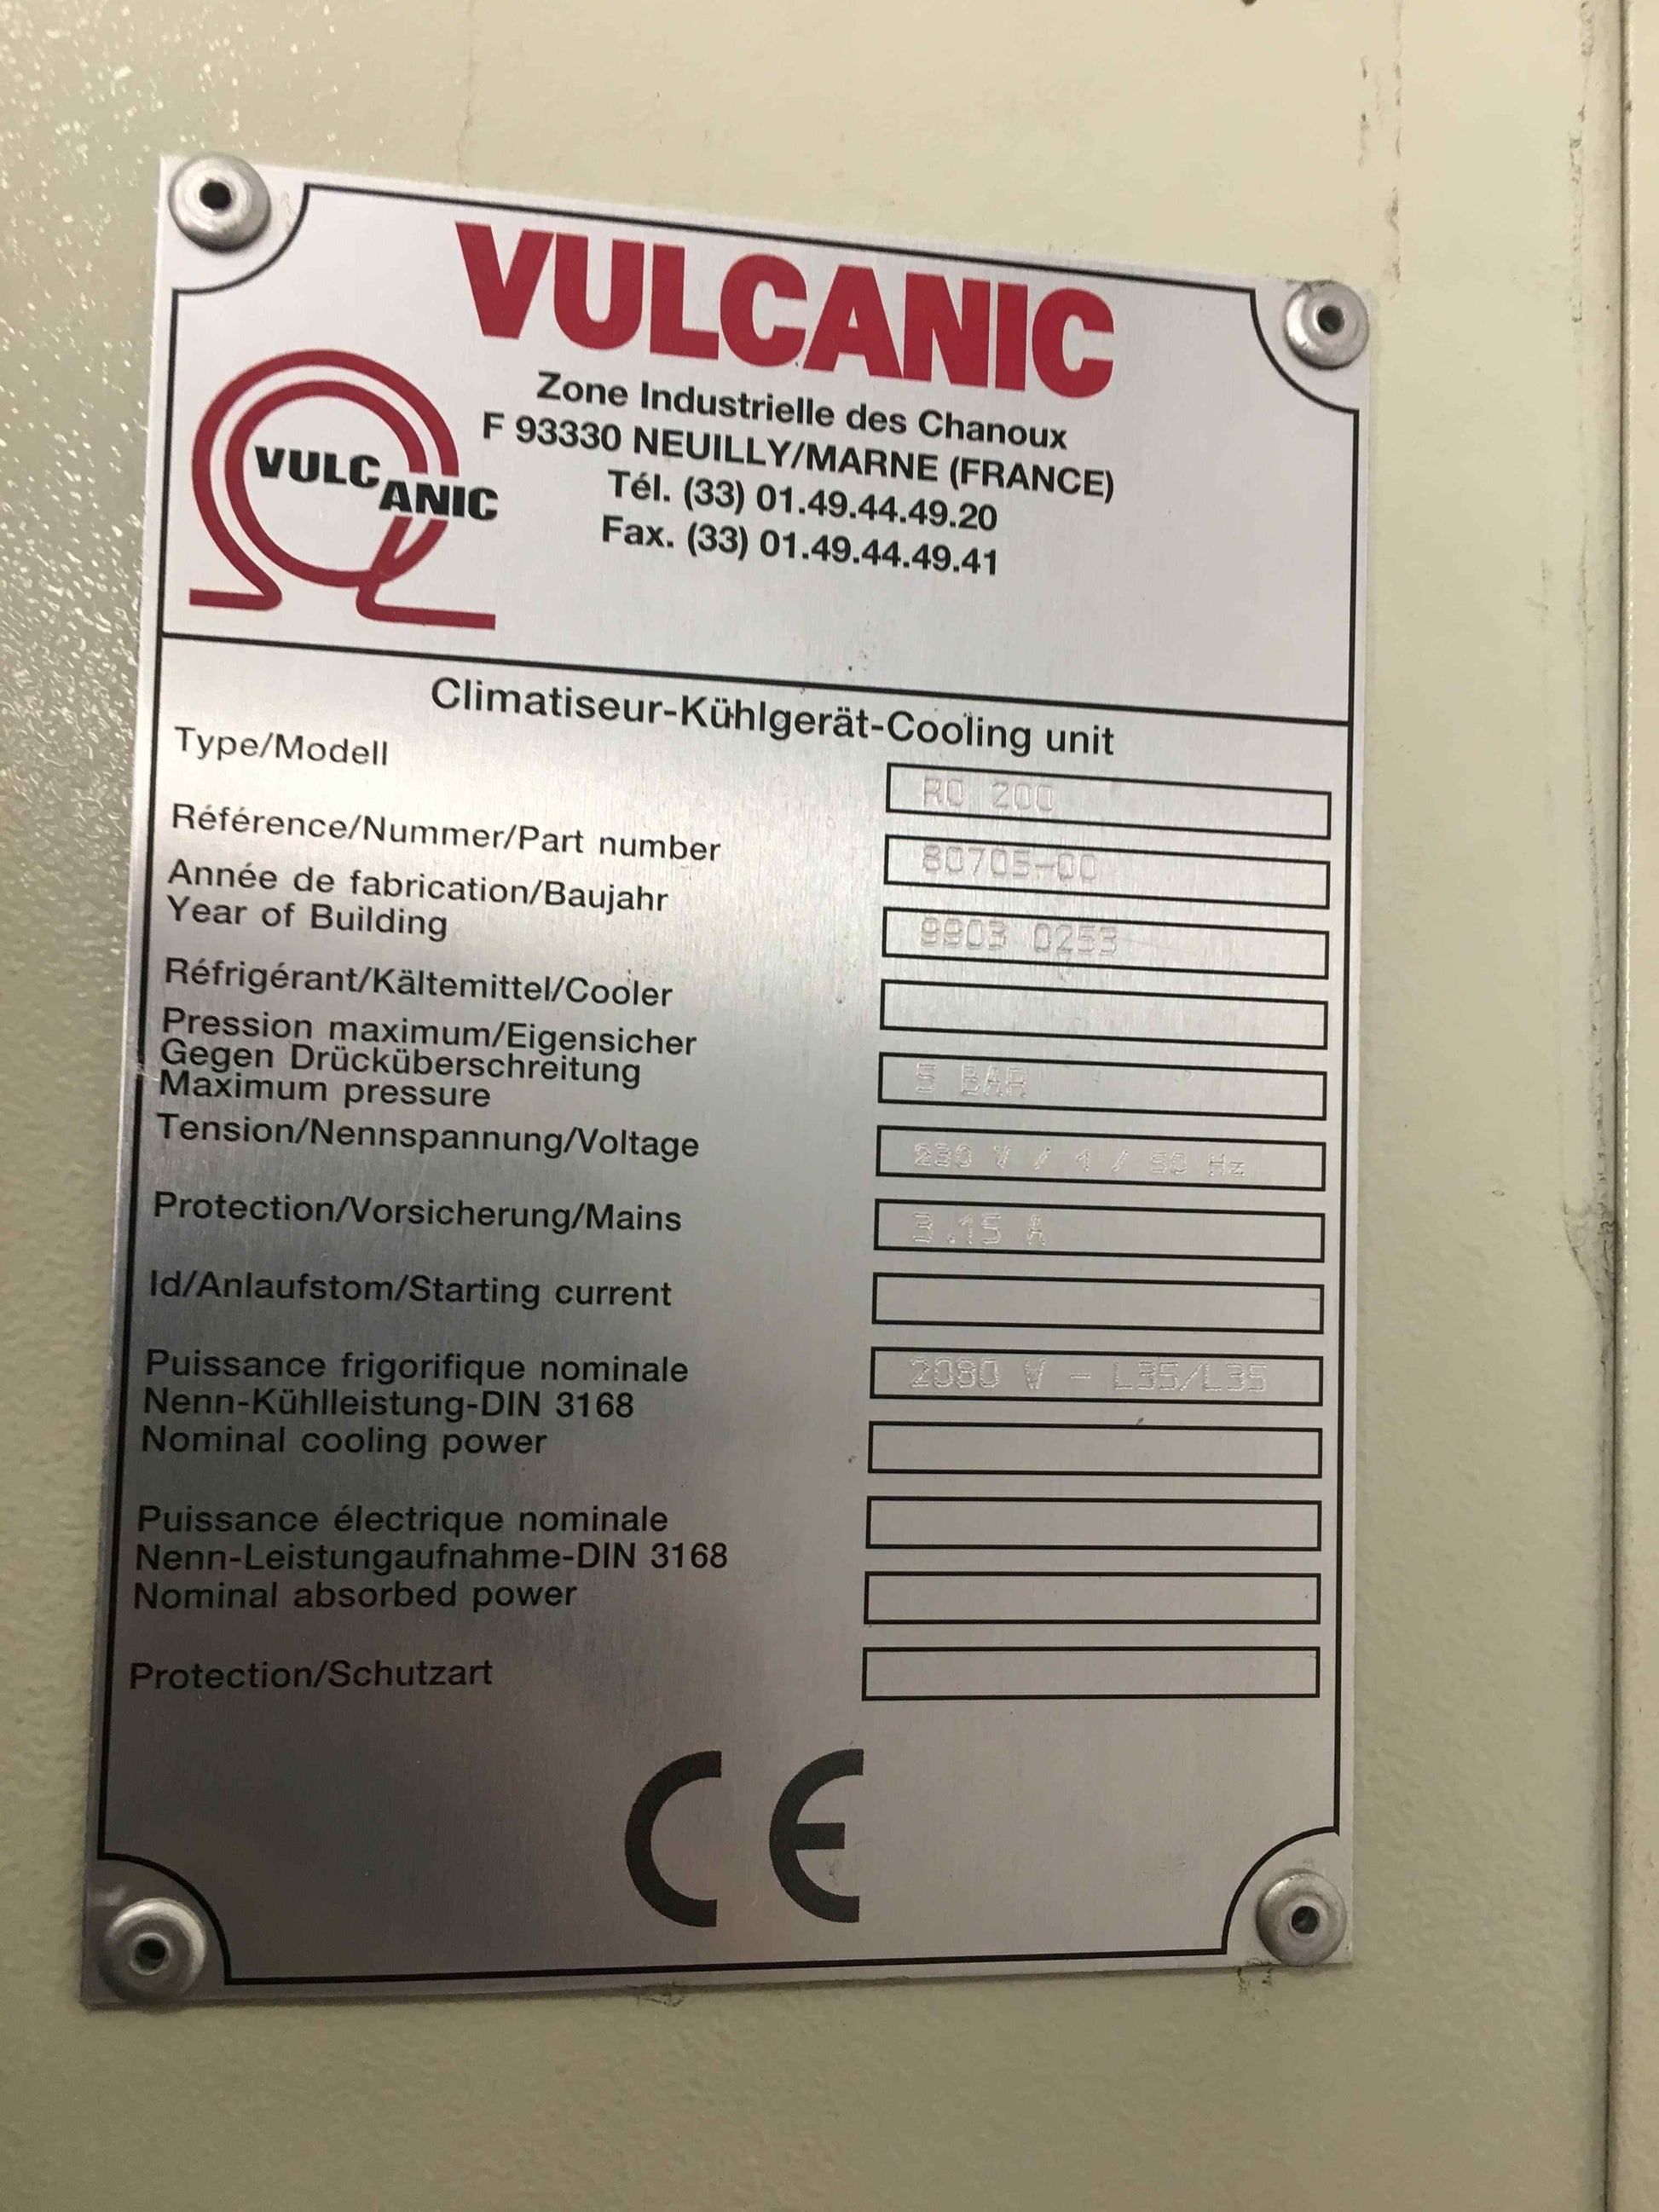 VULCANIC
Zone Industrielle des Chanoux
F 93330 NEUILLY/MARNE (FRANCE)
Tél. (33) 01.49.44.49.20
Fax. (33) 01.49.44.49.41
VULCANIC
Climatiseur-Kühlgerät-Cooling unit
Type/Modell
RO 200
Référence/Nummer/Part number
80705-00
Année de fabrication/Baujahr
Year of Building
9903 0253
Réfrigérant/Kältemittel/Cooler
Pression maximum/Eigensicher
Gegen Drücküberschreitung
Maximum pressure
5 BAR
Tension/Nennspannung/Voltage
230 V / 1 / 50 Hz
Protection/Vorsicherung/Mains
3.15 A
Id/Anlaufstom/Starting current
Puissance frigorifique nominale
Nenn-Kühlleistung-DIN 3168
Nominal cooling power
2080 W - L35/L35
Puissance électrique nominale
Nenn-Leistungaufnahme-DIN 3168
Nominal absorbed power
Protection/Schutzart
CE